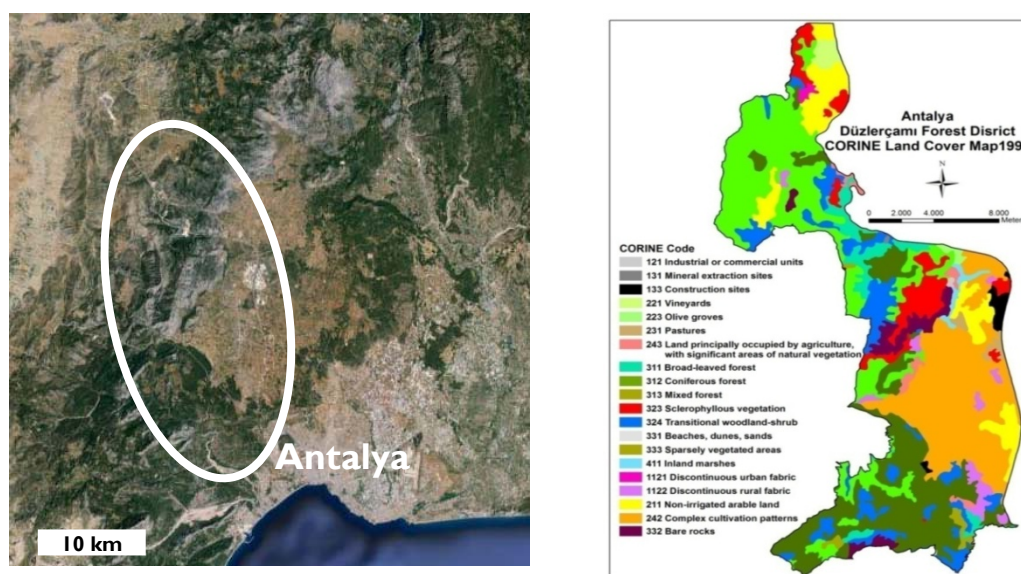 Antalya
10 km
Antalya
Düzlerçamı Forest Disrict
CORINE Land Cover Map199
N
0 2.000 4.000 8.000
Mete
CORINE Code
121 Industrial or commercial units
131 Mineral extraction sites
133 Construction sites
221 Vineyards
223 Olive groves
231 Pastures
243 Land principally occupied by agriculture,
with significant areas of natural vegetation
311 Broad-leaved forest
312 Coniferous forest
313 Mixed forest
323 Sclerophyllous vegetation
324 Transitional woodland-shrub
331 Beaches, dunes, sands
333 Sparsely vegetated areas
411 Inland marshes
1121 Discontinuous urban fabric
1122 Discontinuous rural fabric
211 Non-irrigated arable land
242 Complex cultivation patterns
332 Bare rocks